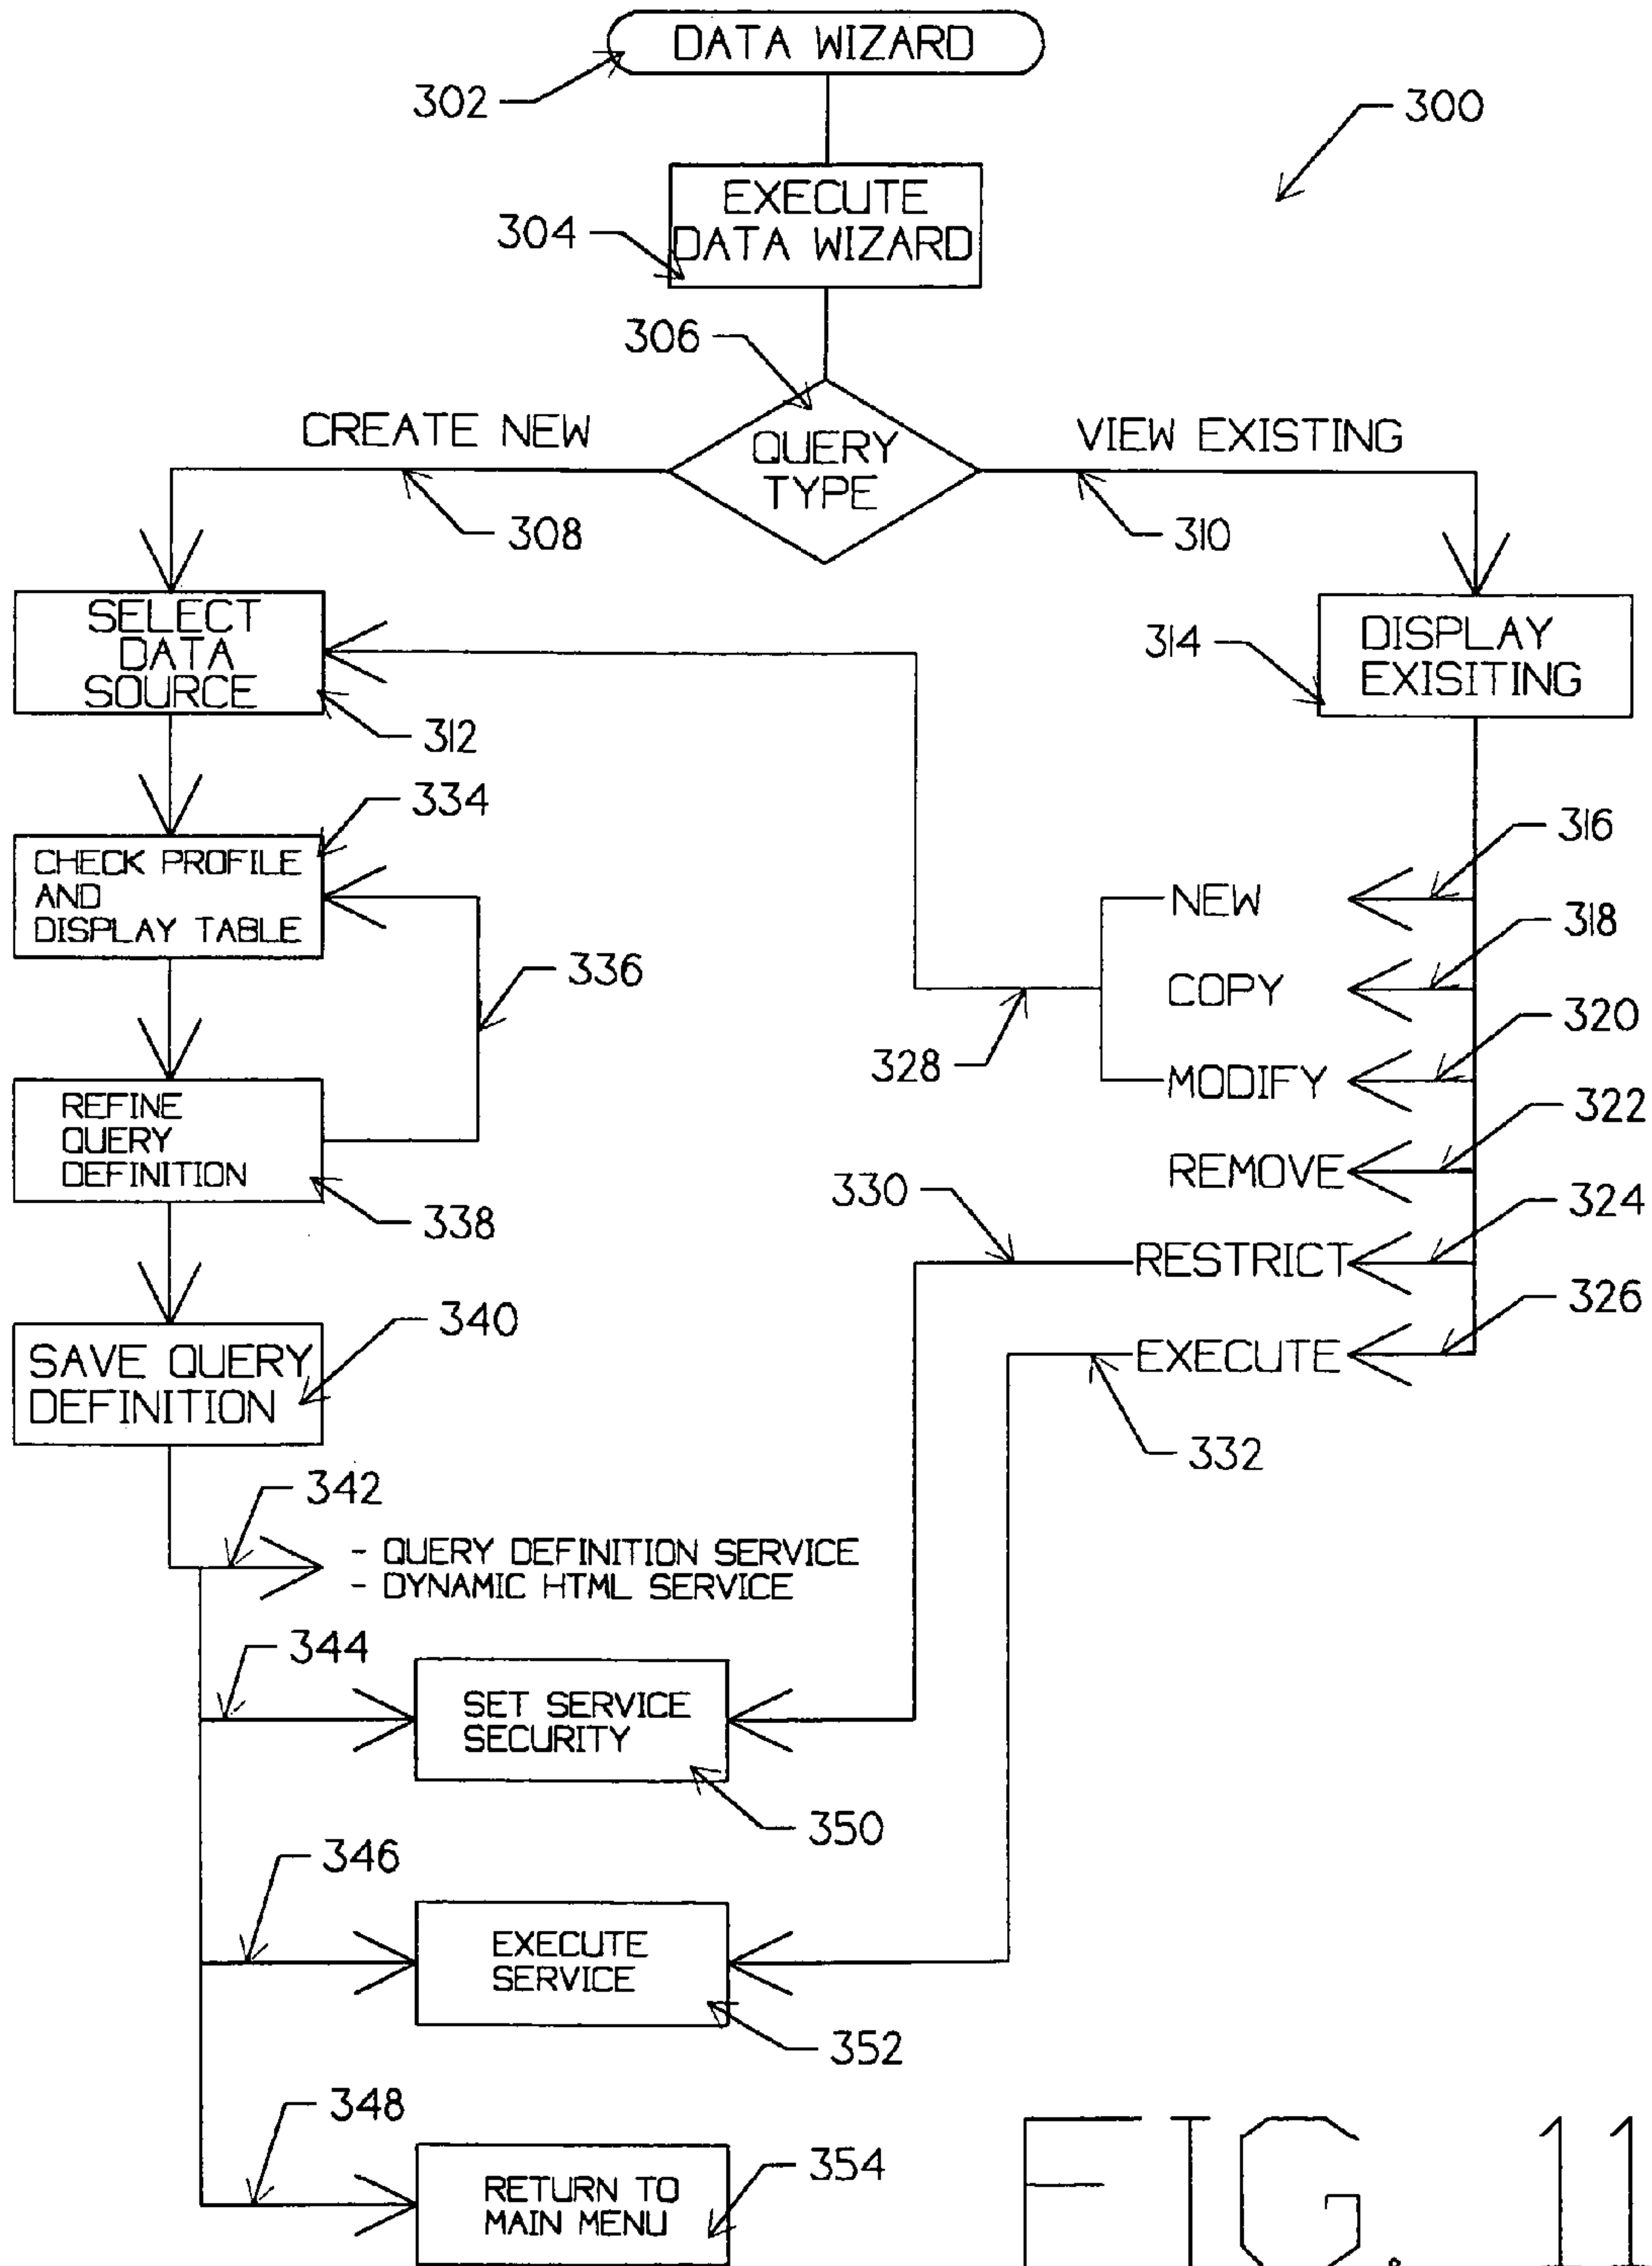 DATA WIZARD
302
300
EXECUTE
DATA WIZARD
304
306
CREATE NEW
VIEW EXISTING
QUERY
TYPE
308
310
SELECT
DATA
SOURCE
312
314
DISPLAY
EXISITING
334
CHECK PROFILE
AND
DISPLAY TABLE
336
316
NEW
318
COPY
320
MODIFY
328
322
REMOVE
REFINE
QUERY
DEFINITION
338
330
324
RESTRICT
326
EXECUTE
332
340
SAVE QUERY
DEFINITION
342
- QUERY DEFINITION SERVICE
- DYNAMIC HTML SERVICE
344
SET SERVICE
SECURITY
350
346
EXECUTE
SERVICE
352
348
RETURN TO
MAIN MENU
354
FIG. 11